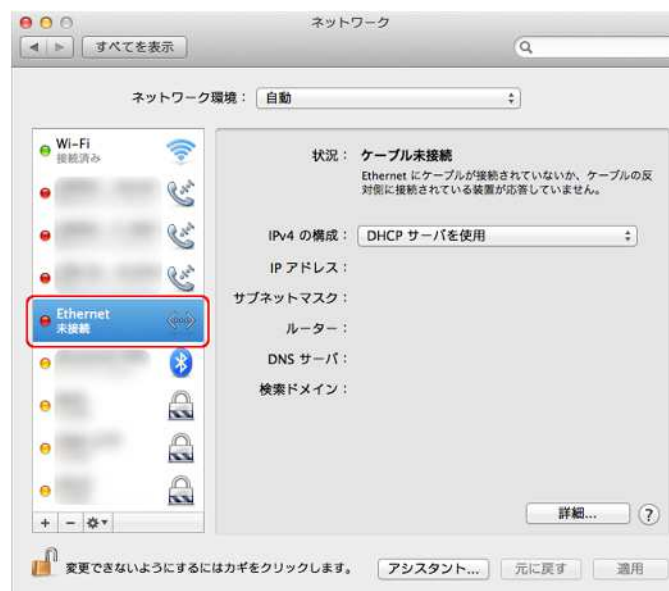 ネットワーク
すべてを表示
ネットワーク環境： 自動
Wi-Fi
接続済み
Ethernet
未接続
状況： ケーブル未接続
Ethernet にケーブルが接続されていないか、ケーブルの反
対側に接続されている装置が応答していません。
IPv4 の構成： DHCP サーバを使用
IP アドレス：
サブネットマスク：
ルーター：
DNS サーバ：
検索ドメイン：
詳細...
?
変更できないようにするにはカギをクリックします。
アシスタント...
元に戻す
適用